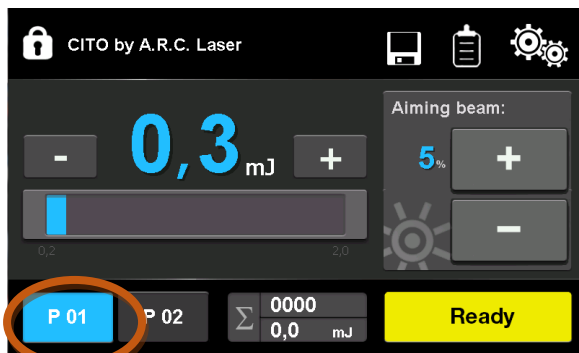 CITO by A.R.C. Laser
Aiming beam:
- 0,3 mJ +
5% +
-
0,2 2,0
P 01 P 02 Σ 0000
0,0 mJ
Ready